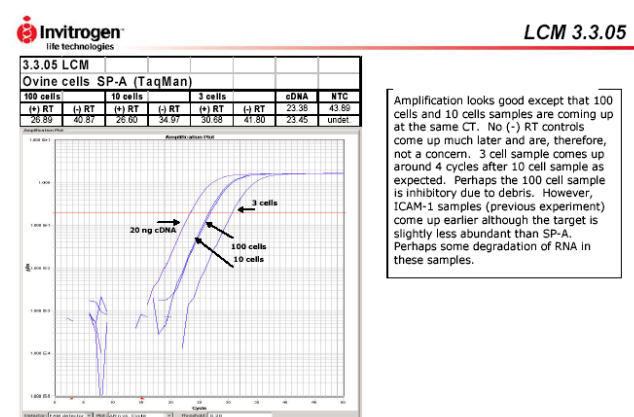 Invitrogen
life technologies
LCM 3.3.05
3.3.05 LCM
Ovine cells SP-A (TaqMan)
100 cells 10 cells 3 cells cDNA NTC
(+) RT (-) RT (+) RT (-) RT (+) RT (-) RT 23.38 43.89
26.89 40.87 26.60 34.97 30.68 41.80 23.45 undet.
Amplification Plot
Amplification Plot
3 cells
20 ng cDNA
100 cells
10 cells
Cycle
Amplification looks good except that 100
cells and 10 cells samples are coming up
at the same CT. No (-) RT controls
come up much later and are, therefore,
not a concern. 3 cell sample comes up
around 4 cycles after 10 cell sample as
expected. Perhaps the 100 cell sample
is inhibitory due to debris. However,
ICAM-1 samples (previous experiment)
come up earlier although the target is
slightly less abundant than SP-A.
Perhaps some degradation of RNA in
these samples.